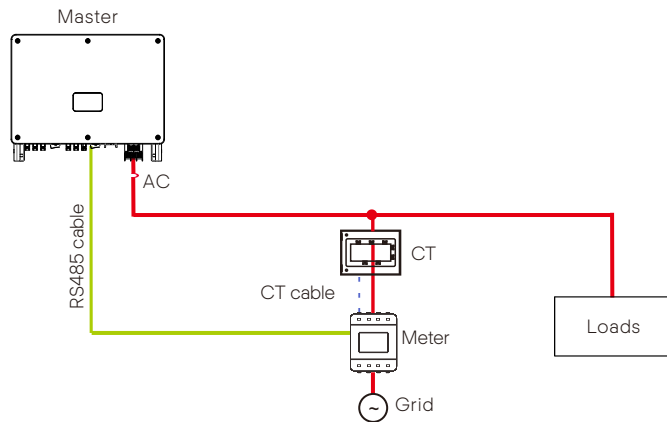 Master
AC
RS485 cable
CT
CT cable
Meter
Loads
~
Grid